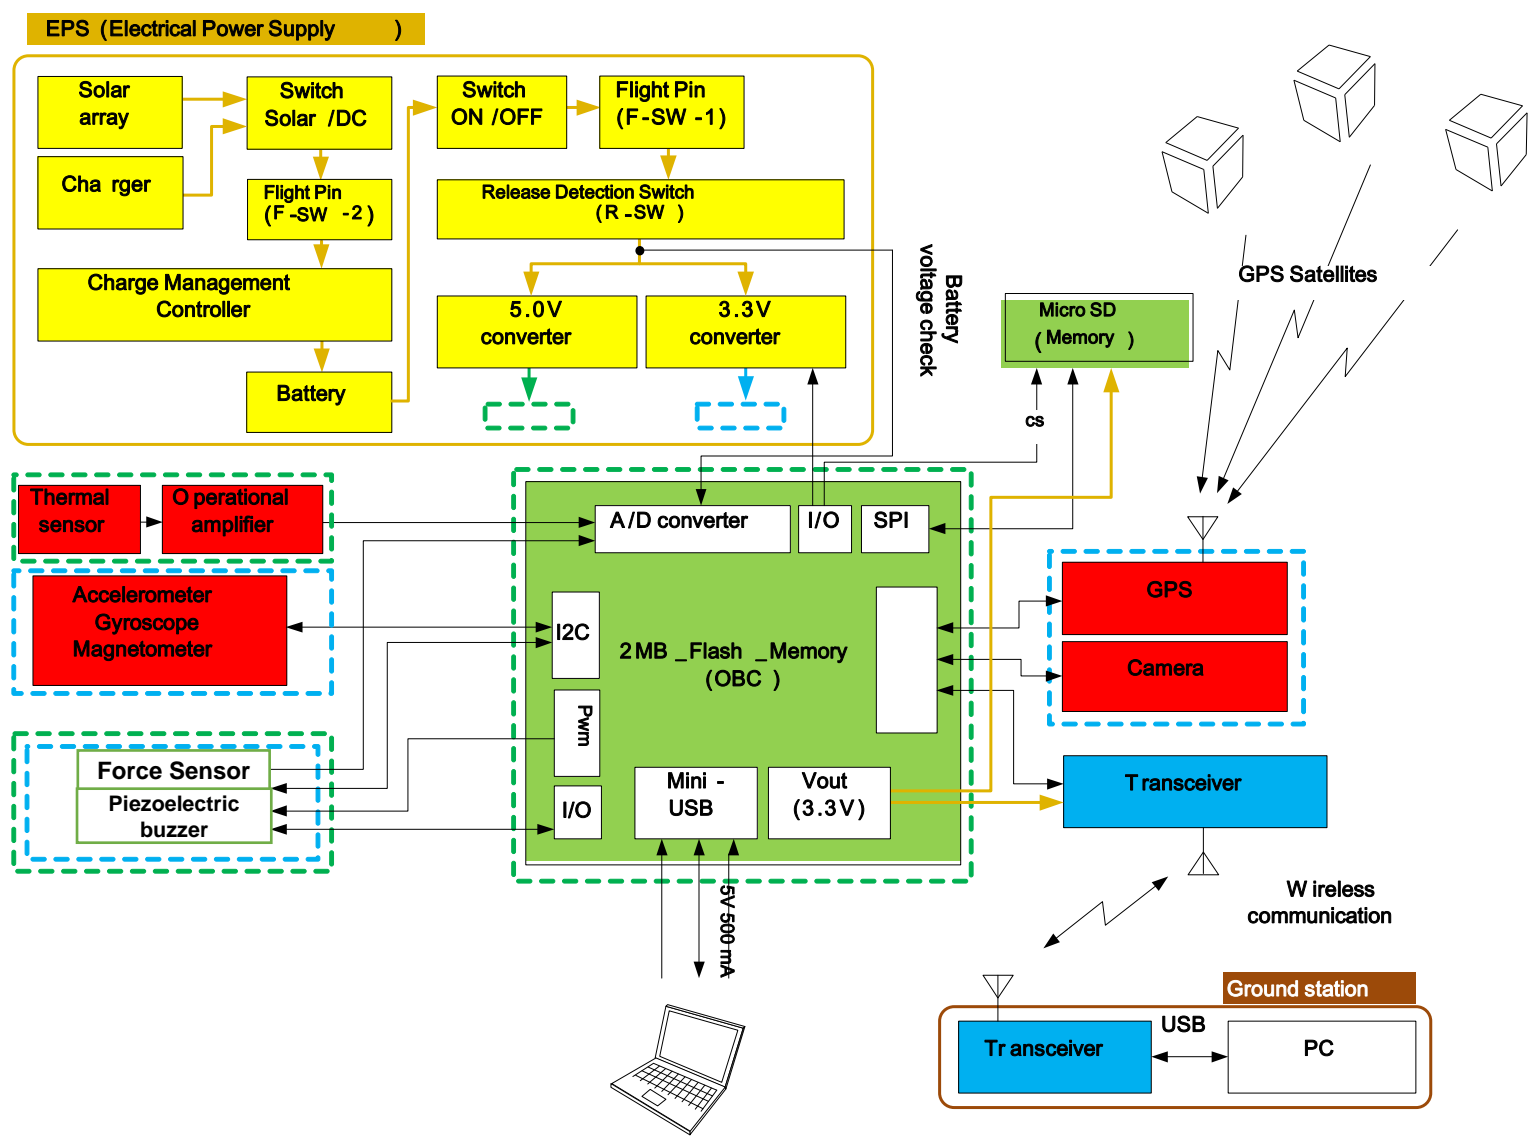 EPS (Electrical Power Supply )
Solar
array
Switch
Solar /DC
Switch
ON /OFF
Flight Pin
(F-SW -1)
Cha rger
Flight Pin
(F-SW -2)
Release Detection Switch
(R-SW )
Charge Management
Controller
5.0V
converter
3.3V
converter
Battery
Battery
voltage check
Micro SD
( Memory )
cs
GPS Satellites
Thermal
sensor
O perational
amplifier
A/D converter
I/O
SPI
Accelerometer
Gyroscope
Magnetometer
I2C
2MB _Flash _Memory
(OBC )
GPS
Camera
Pwm
Force Sensor
Piezoelectric
buzzer
I/O
Mini -
USB
Vout
(3.3V)
T ransceiver
5V 500 mA
W ireless
communication
Ground station
Tr ansceiver
USB
PC